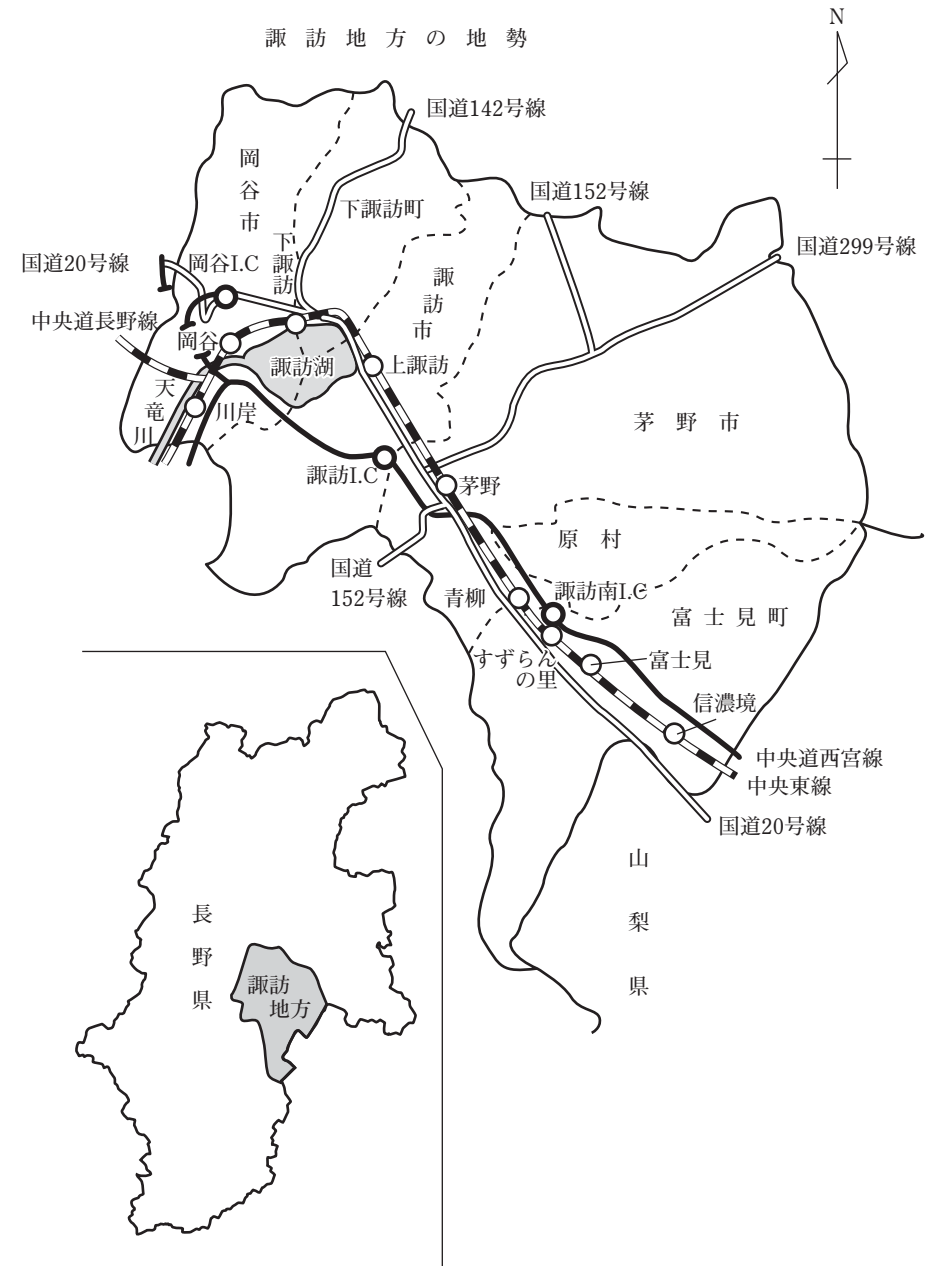 諏訪地方の地勢
N
国道142号線
岡谷市
国道152号線
下諏訪町
国道299号線
下諏訪
国道20号線
岡谷I.C
諏訪市
中央道長野線
岡谷
諏訪湖
上諏訪
天竜川
川岸
茅野市
諏訪I.C
茅野
原村
国道
152号線
青柳
諏訪南I.C
富士見町
すずらん
の里
富士見
信濃境
中央道西宮線
中央東線
国道20号線
山梨県
長野県
諏訪
地方